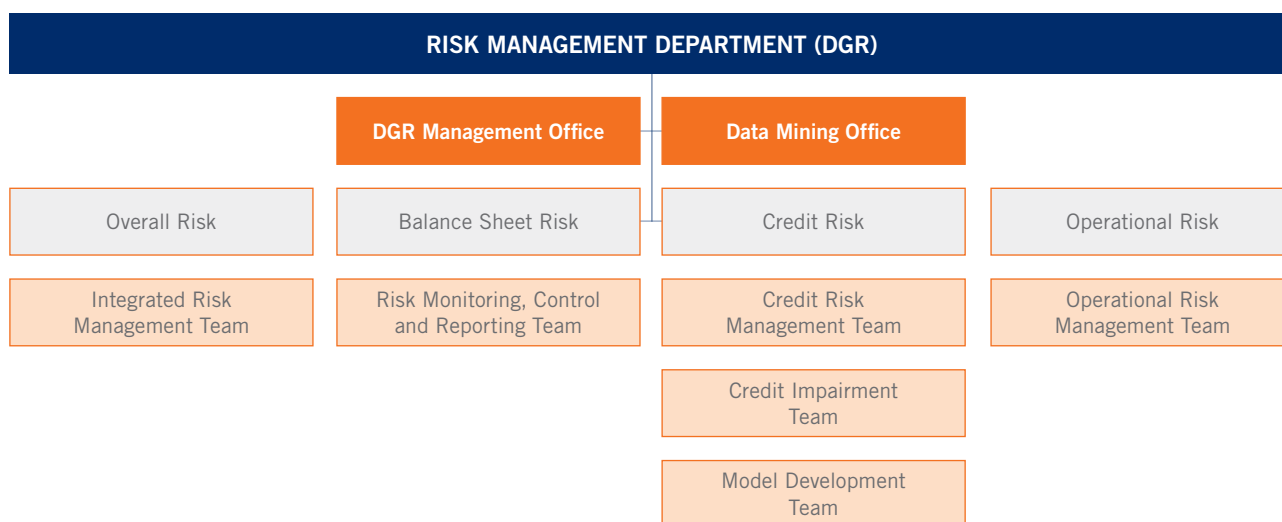 RISK MANAGEMENT DEPARTMENT (DGR)
DGR Management Office
Data Mining Office
Overall Risk
Balance Sheet Risk
Credit Risk
Operational Risk
Integrated Risk
Management Team
Risk Monitoring, Control
and Reporting Team
Credit Risk
Management Team
Operational Risk
Management Team
Credit Impairment
Team
Model Development
Team